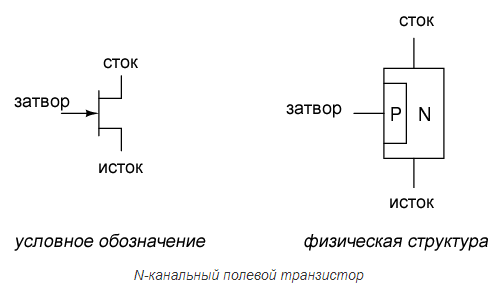 сток
затвор
исток
условное обозначение
сток
затвор
P N
исток
физическая структура
N-канальный полевой транзистор